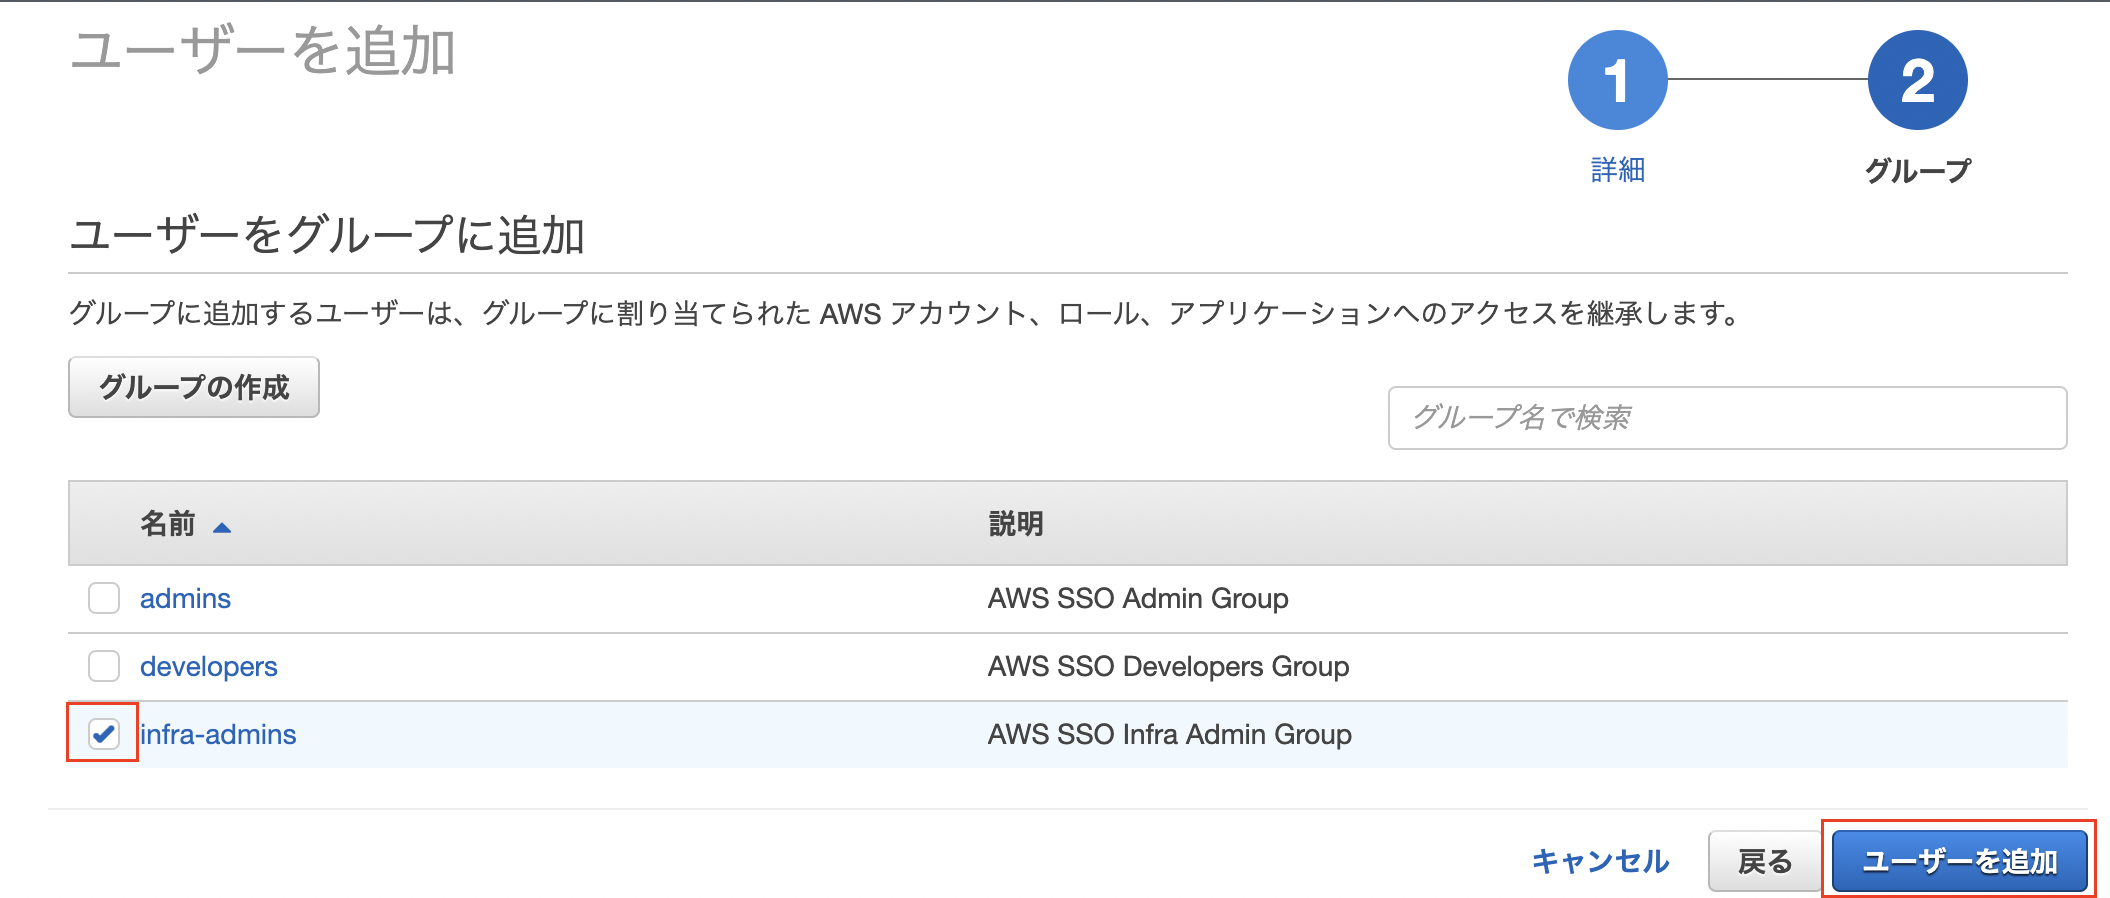 ユーザーを追加
1
2
詳細
グループ
ユーザーをグループに追加
グループに追加するユーザーは、グループに割り当てられた AWS アカウント、ロール、アプリケーションへのアクセスを継承します。
グループの作成
グループ名で検索
名前 説明
admins AWS SSO Admin Group
developers AWS SSO Developers Group
infra-admins AWS SSO Infra Admin Group
キャンセル 戻る ユーザーを追加